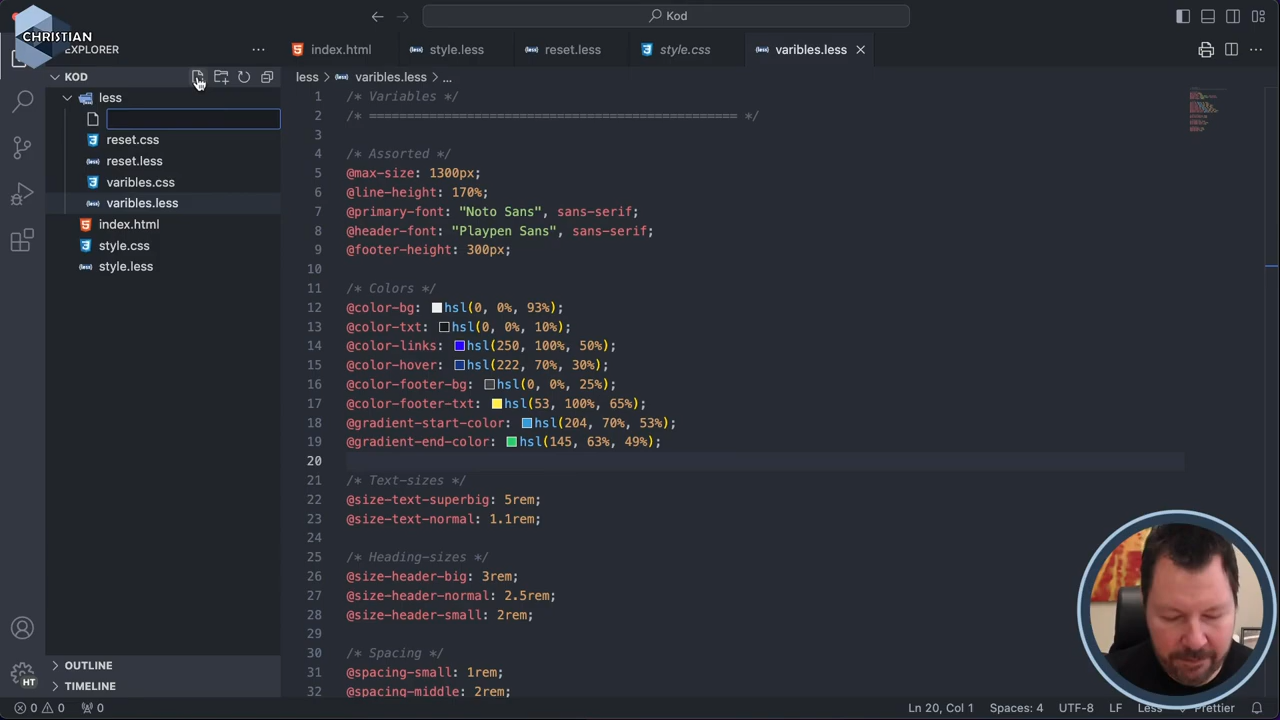 Kod
CHRISTIAN
EXPLORER
index.html
style.less
reset.less
style.css
varibles.less
KOD
less > varibles.less > ...
less
reset.css
reset.less
varibles.css
varibles.less
index.html
style.css
style.less
OUTLINE
TIMELINE
1 /* Variables */
2 /* ================================================= */
3
4 /* Assorted */
5 @max-size: 1300px;
6 @line-height: 170%;
7 @primary-font: "Noto Sans", sans-serif;
8 @header-font: "Playpen Sans", sans-serif;
9 @footer-height: 300px;
10
11 /* Colors */
12 @color-bg: hsl(0, 0%, 93%);
13 @color-txt: hsl(0, 0%, 10%);
14 @color-links: hsl(250, 100%, 50%);
15 @color-hover: hsl(222, 70%, 30%);
16 @color-footer-bg: hsl(0, 0%, 25%);
17 @color-footer-txt: hsl(53, 100%, 65%);
18 @gradient-start-color: hsl(204, 70%, 53%);
19 @gradient-end-color: hsl(145, 63%, 49%);
20
21 /* Text-sizes */
22 @size-text-superbig: 5rem;
23 @size-text-normal: 1.1rem;
24
25 /* Heading-sizes */
26 @size-header-big: 3rem;
27 @size-header-normal: 2.5rem;
28 @size-header-small: 2rem;
29
30 /* Spacing */
31 @spacing-small: 1rem;
32 @spacing-middle: 2rem;
HT
0 0 0
Ln 20, Col 1 Spaces: 4 UTF-8 LF Less Prettier